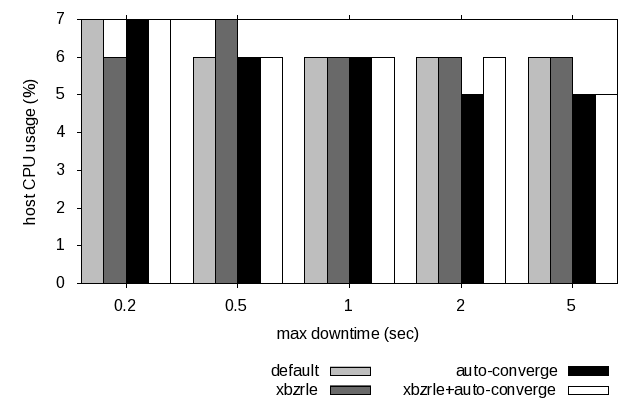 7
6
5
4
3
2
1
0
host CPU usage (%)
0.2 0.5 1 2 5
max downtime (sec)
default auto-converge
xbzrle xbzrle+auto-converge